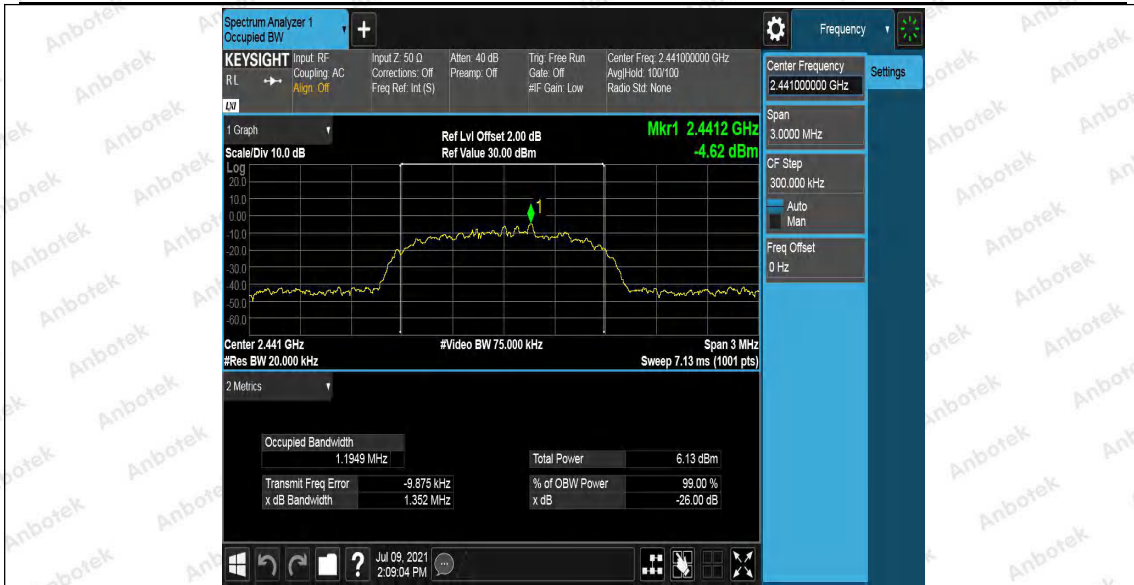 Spectrum Analyzer 1
Occupied BW
Frequency
KEYSIGHT
RL
LXI
Input: RF
Coupling: AC
Align: Off
Input Z: 50 Ω
Corrections: Off
Freq Ref: Int (S)
Atten: 40 dB
Preamp: Off
Trig: Free Run
Gate: Off
#IF Gain: Low
Center Freq: 2.441000000 GHz
Avg|Hold: 100/100
Radio Std: None
Center Frequency
2.441000000 GHz
Settings
Span
3.0000 MHz
CF Step
300.000 kHz
Auto
Man
Freq Offset
0 Hz
1 Graph
Scale/Div 10.0 dB
Ref Lvl Offset 2.00 dB
Ref Value 30.00 dBm
Mkr1 2.4412 GHz
-4.62 dBm
Log
20.0
10.0
0.00
-10.0
-20.0
-30.0
-40.0
-50.0
-60.0
1
Center 2.441 GHz
#Res BW 20.000 kHz
#Video BW 75.000 kHz
Span 3 MHz
Sweep 7.13 ms (1001 pts)
2 Metrics
Occupied Bandwidth
1.1949 MHz
Transmit Freq Error -9.875 kHz
x dB Bandwidth 1.352 MHz
Total Power 6.13 dBm
% of OBW Power 99.00 %
x dB -26.00 dB
?
Jul 09, 2021
2:09:04 PM
Anbotek